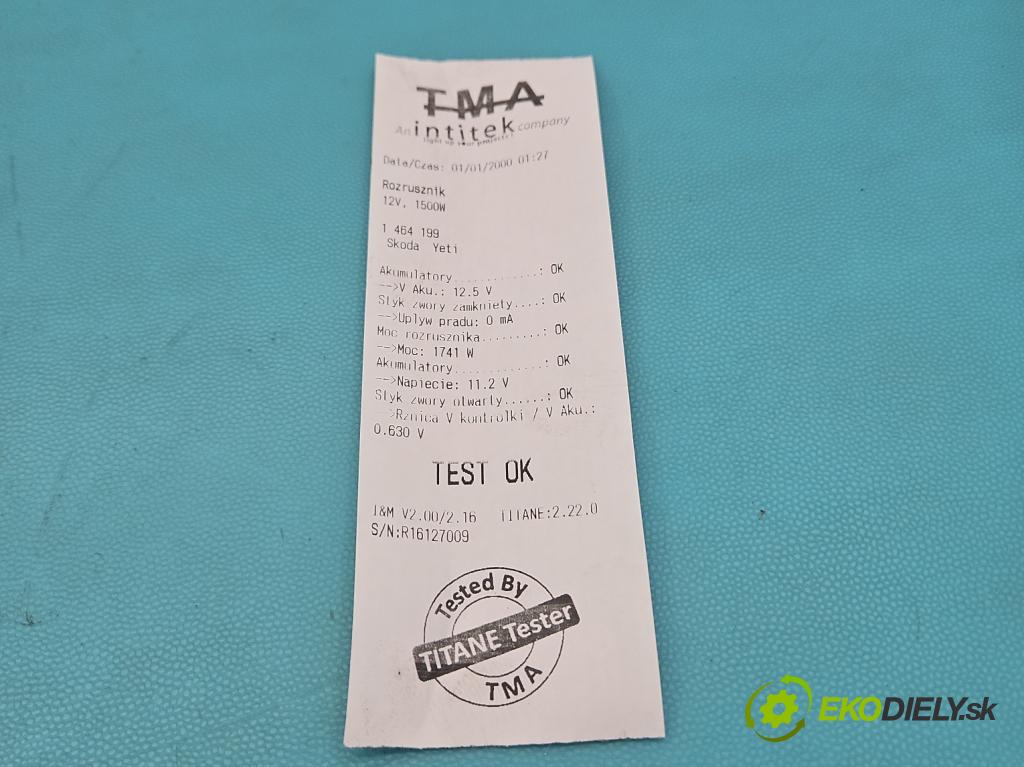 TMA
An intitek company
light up your projects!
Data/Czas: 01/01/2000 01:27
Rozrusznik
12V, 1500W
1 464 199
Skoda Yeti
Akumulatory............: OK
-->V Aku.: 12.5 V
Styk zwory zamkniety....: OK
-->Uplyw pradu: 0 mA
Moc rozrusznika.........: OK
-->Moc: 1741 W
Akumulatory.............: OK
-->Napiecie: 11.2 V
Styk zwory otwarty......: OK
-->Rznica V kontrolki / V Aku.:
0.630 V
TEST OK
I&M V2.00/2.16 TITANE:2.22.0
S/N:R16127009
Tested By
TITANE Tester
TMA
EKODIELY.sk